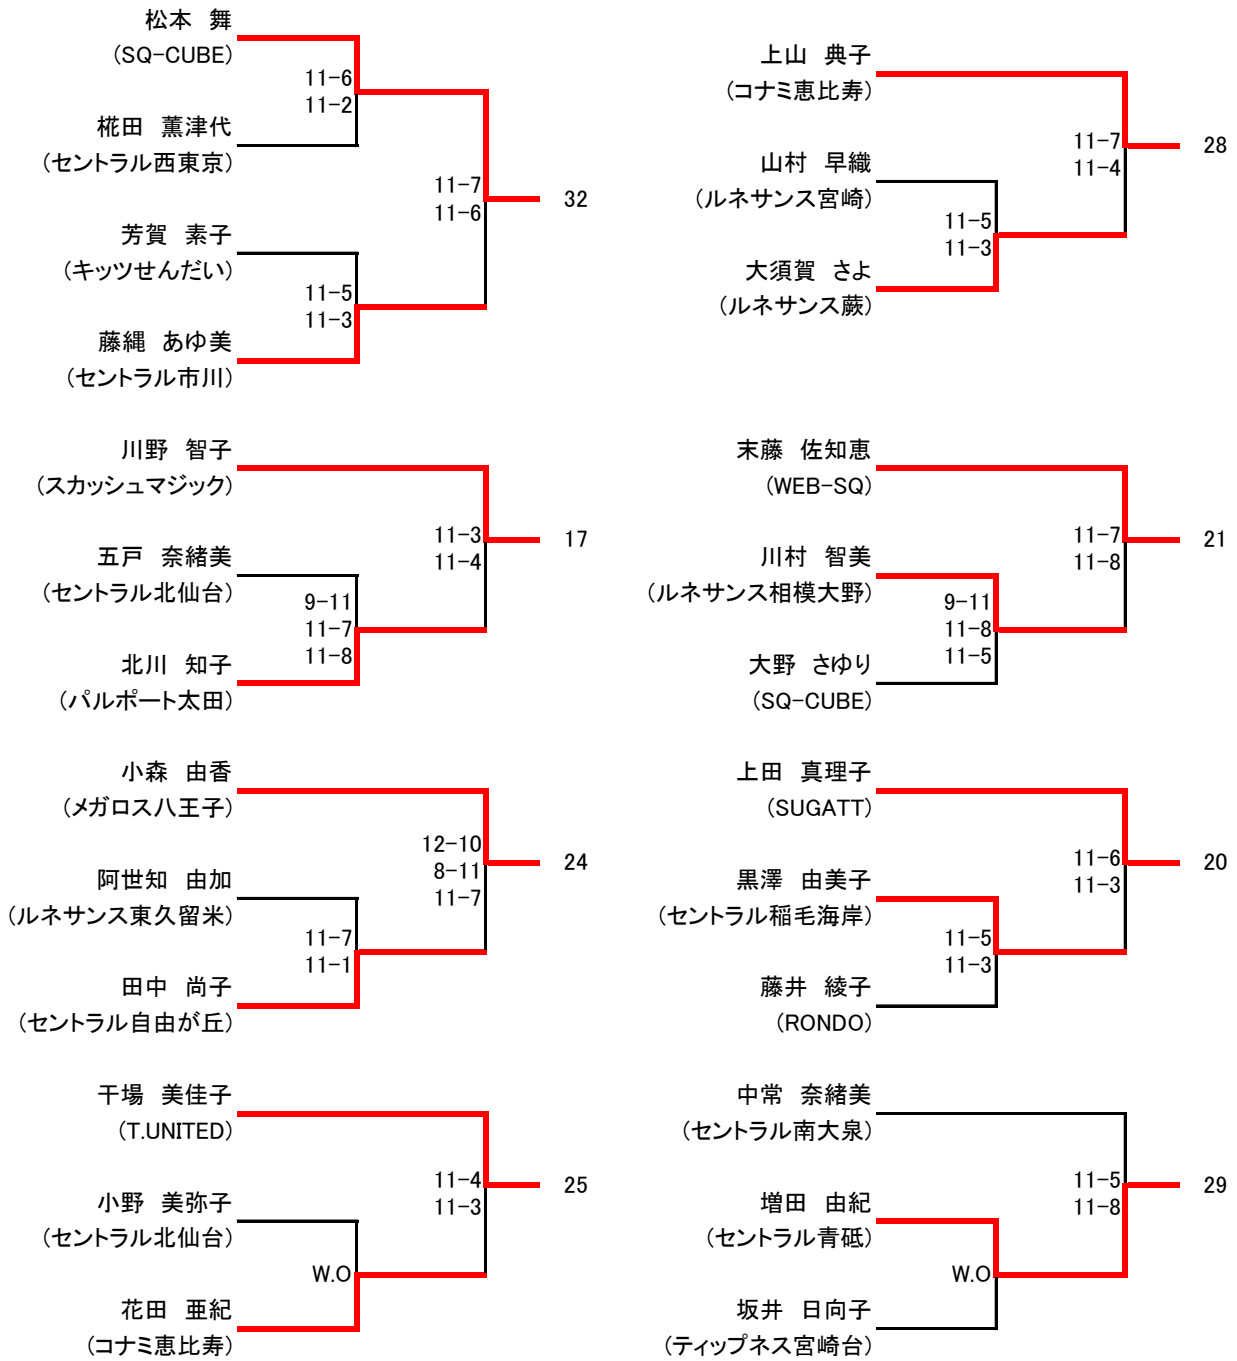 松本 舞
(SQ-CUBE)
11-6
11-2
椛田 薫津代
(セントラル西東京)
11-7
11-6
32
芳賀 素子
(キッツせんだい)
11-5
11-3
藤縄 あゆ美
(セントラル市川)
上山 典子
(コナミ恵比寿)
11-7
11-4
28
山村 早織
(ルネサンス宮崎)
11-5
11-3
大須賀 さよ
(ルネサンス蕨)
川野 智子
(スカッシュマジック)
11-3
11-4
17
五戸 奈緒美
(セントラル北仙台)
9-11
11-7
11-8
北川 知子
(パルポート太田)
末藤 佐知恵
(WEB-SQ)
11-7
11-8
21
川村 智美
(ルネサンス相模大野)
9-11
11-8
11-5
大野 さゆり
(SQ-CUBE)
小森 由香
(メガロス八王子)
12-10
8-11
11-7
24
阿世知 由加
(ルネサンス東久留米)
11-7
11-1
田中 尚子
(セントラル自由が丘)
上田 真理子
(SUGATT)
11-6
11-3
20
黒澤 由美子
(セントラル稲毛海岸)
11-5
11-3
藤井 綾子
(RONDO)
干場 美佳子
(T.UNITED)
11-4
11-3
25
小野 美弥子
(セントラル北仙台)
W.O
花田 亜紀
(コナミ恵比寿)
中常 奈緒美
(セントラル南大泉)
11-5
11-8
29
増田 由紀
(セントラル青砥)
W.O
坂井 日向子
(ティップネス宮崎台)